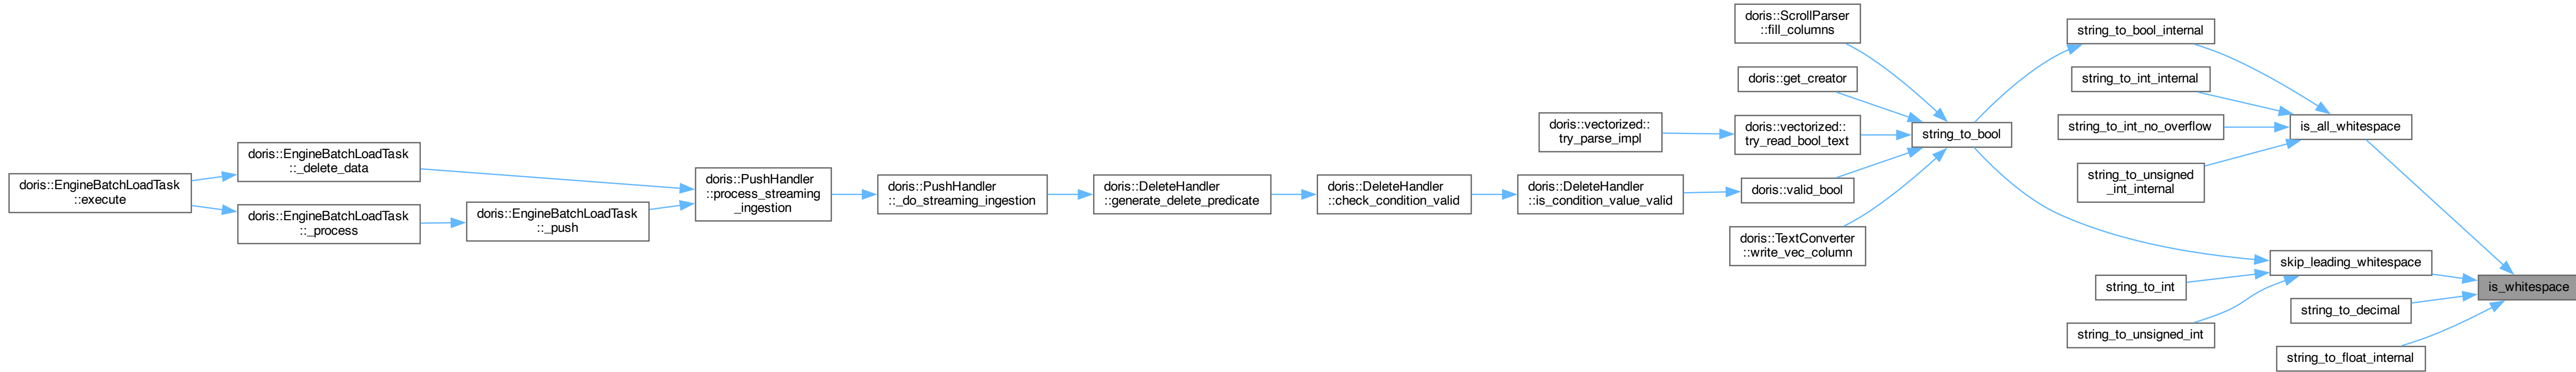 doris::EngineBatchLoadTask
::execute
doris::EngineBatchLoadTask
::_delete_data
doris::EngineBatchLoadTask
::_process
doris::EngineBatchLoadTask
::_push
doris::PushHandler
::process_streaming
_ingestion
doris::PushHandler
::_do_streaming_ingestion
doris::DeleteHandler
::generate_delete_predicate
doris::DeleteHandler
::check_condition_valid
doris::DeleteHandler
::is_condition_value_valid
doris::vectorized::
try_parse_impl
doris::ScrollParser
::fill_columns
doris::get_creator
doris::vectorized::
try_read_bool_text
doris::valid_bool
doris::TextConverter
::write_vec_column
string_to_bool
string_to_bool_internal
string_to_int_internal
string_to_int_no_overflow
string_to_unsigned
_int_internal
string_to_int
string_to_unsigned_int
is_all_whitespace
skip_leading_whitespace
string_to_decimal
string_to_float_internal
is_whitespace